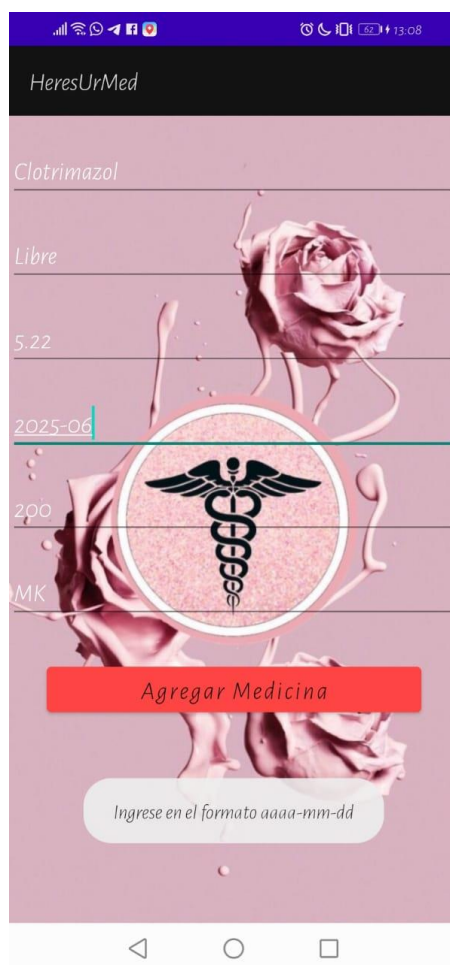 62 13:08
HeresUrMed
Clotrimazol
Libre
5.22
2025-06
200
MK
Agregar Medicina
Ingrese en el formato aaaa-mm-dd